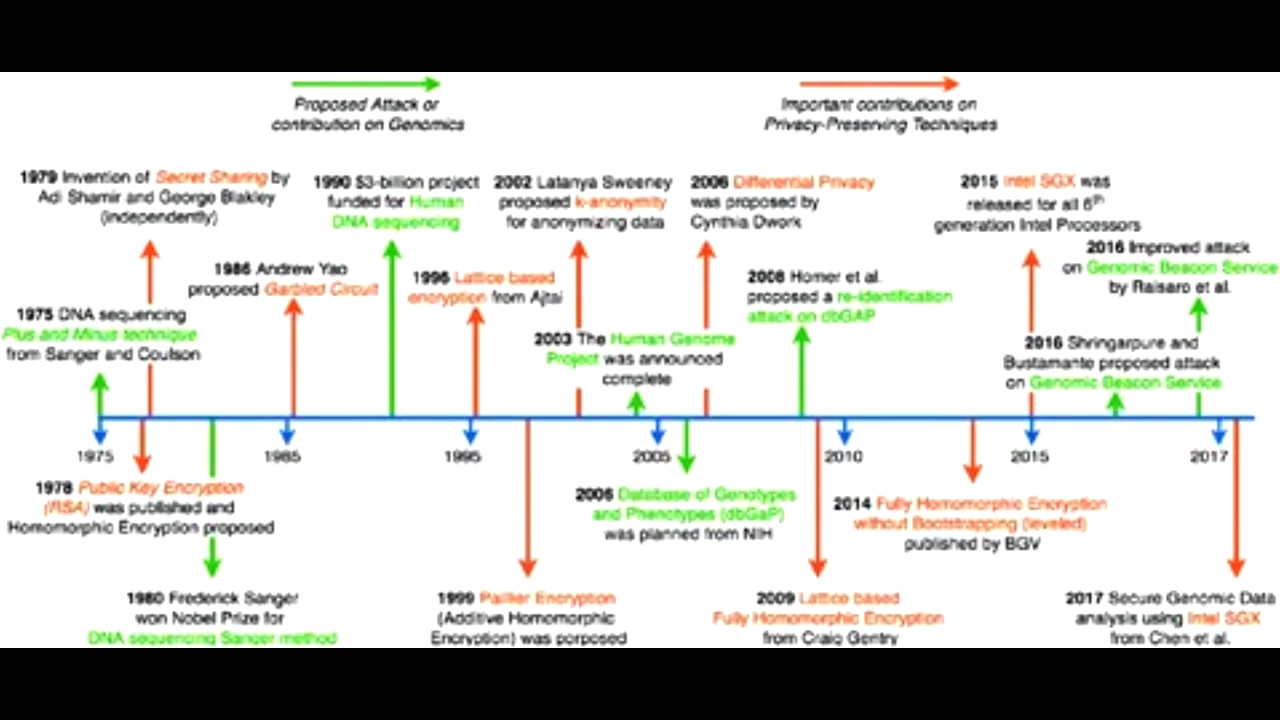 Proposed Attack or
contribution on Genomics
Important contributions on
Privacy-Preserving Techniques
1979 Invention of Secret Sharing by
Adi Shamir and George Blakley
(independently)
1990 $3-billion project
funded for Human
DNA sequencing
2002 Latanya Sweeney
proposed k-anonymity
for anonymizing data
2006 Differential Privacy
was proposed by
Cynthia Dwork
2015 Intel SGX was
released for all 6th
generation Intel Processors
2016 Improved attack
on Genomic Beacon Service
by Raisaro et al.
1986 Andrew Yao
proposed Garbled Circuit
1996 Lattice based
encryption from Ajtai
2008 Homer et al.
proposed a re-identification
attack on dbGAP
1975 DNA sequencing
Plus and Minus technique
from Sanger and Coulson
2003 The Human Genome
Project was announced
complete
2016 Shringarpure and
Bustamante proposed attack
on Genomic Beacon Service
1975
1985
1995
2005
2010
2015
2017
1978 Public Key Encryption
(RSA) was published and
Homomorphic Encryption proposed
2006 Database of Genotypes
and Phenotypes (dbGaP)
was planned from NIH
2014 Fully Homomorphic Encryption
without Bootstrapping (leveled)
published by BGV
1980 Frederick Sanger
won Nobel Prize for
DNA sequencing Sanger method
1999 Paillier Encryption
(Additive Homomorphic
Encryption) was porposed
2009 Lattice based
Fully Homomorphic Encryption
from Craig Gentry
2017 Secure Genomic Data
analysis using Intel SGX
from Chen et al.